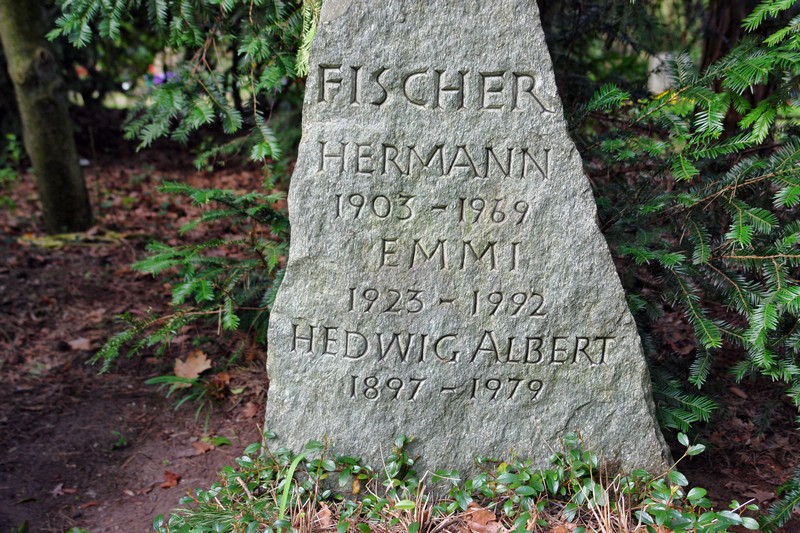 FISCHER
HERMANN
1903 - 1969
EMMI
1923 - 1992
HEDWIG ALBERT
1897 - 1979